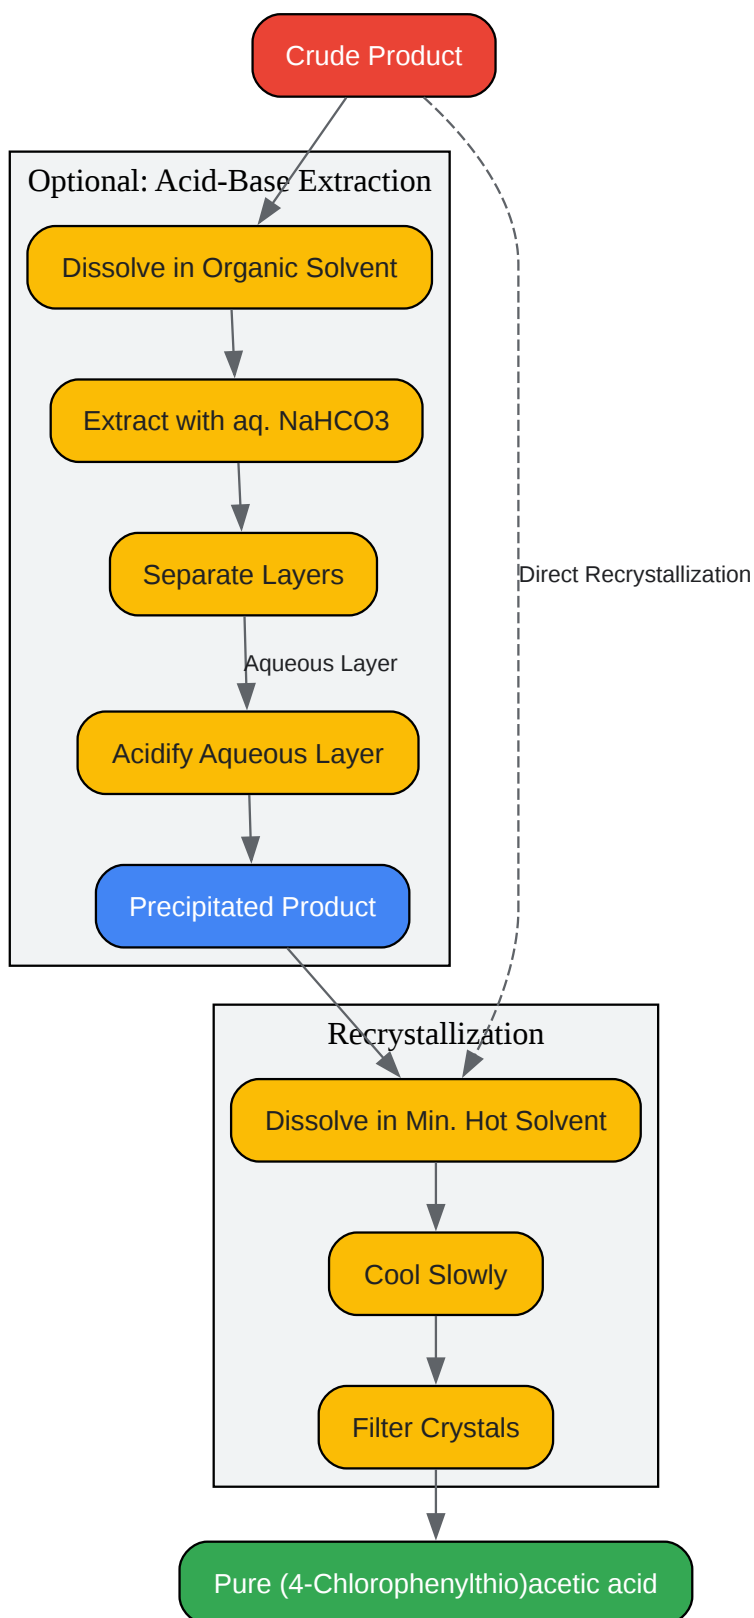 Crude Product
Optional: Acid-Base Extraction
Dissolve in Organic Solvent
Extract with aq. NaHCO3
Separate Layers
Direct Recrystallization
Aqueous Layer
Acidify Aqueous Layer
Precipitated Product
Recrystallization
Dissolve in Min. Hot Solvent
Cool Slowly
Filter Crystals
Pure (4-Chlorophenylthio)acetic acid